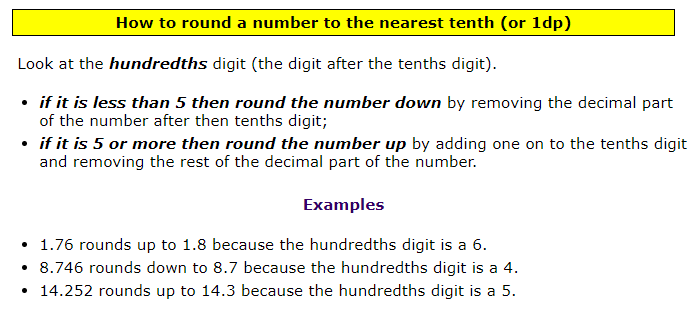 How to round a number to the nearest tenth (or 1dp)
Look at the hundredths digit (the digit after the tenths digit).
• if it is less than 5 then round the number down by removing the decimal part
of the number after then tenths digit;
• if it is 5 or more then round the number up by adding one on to the tenths digit
and removing the rest of the decimal part of the number.
Examples
• 1.76 rounds up to 1.8 because the hundredths digit is a 6.
• 8.746 rounds down to 8.7 because the hundredths digit is a 4.
• 14.252 rounds up to 14.3 because the hundredths digit is a 5.